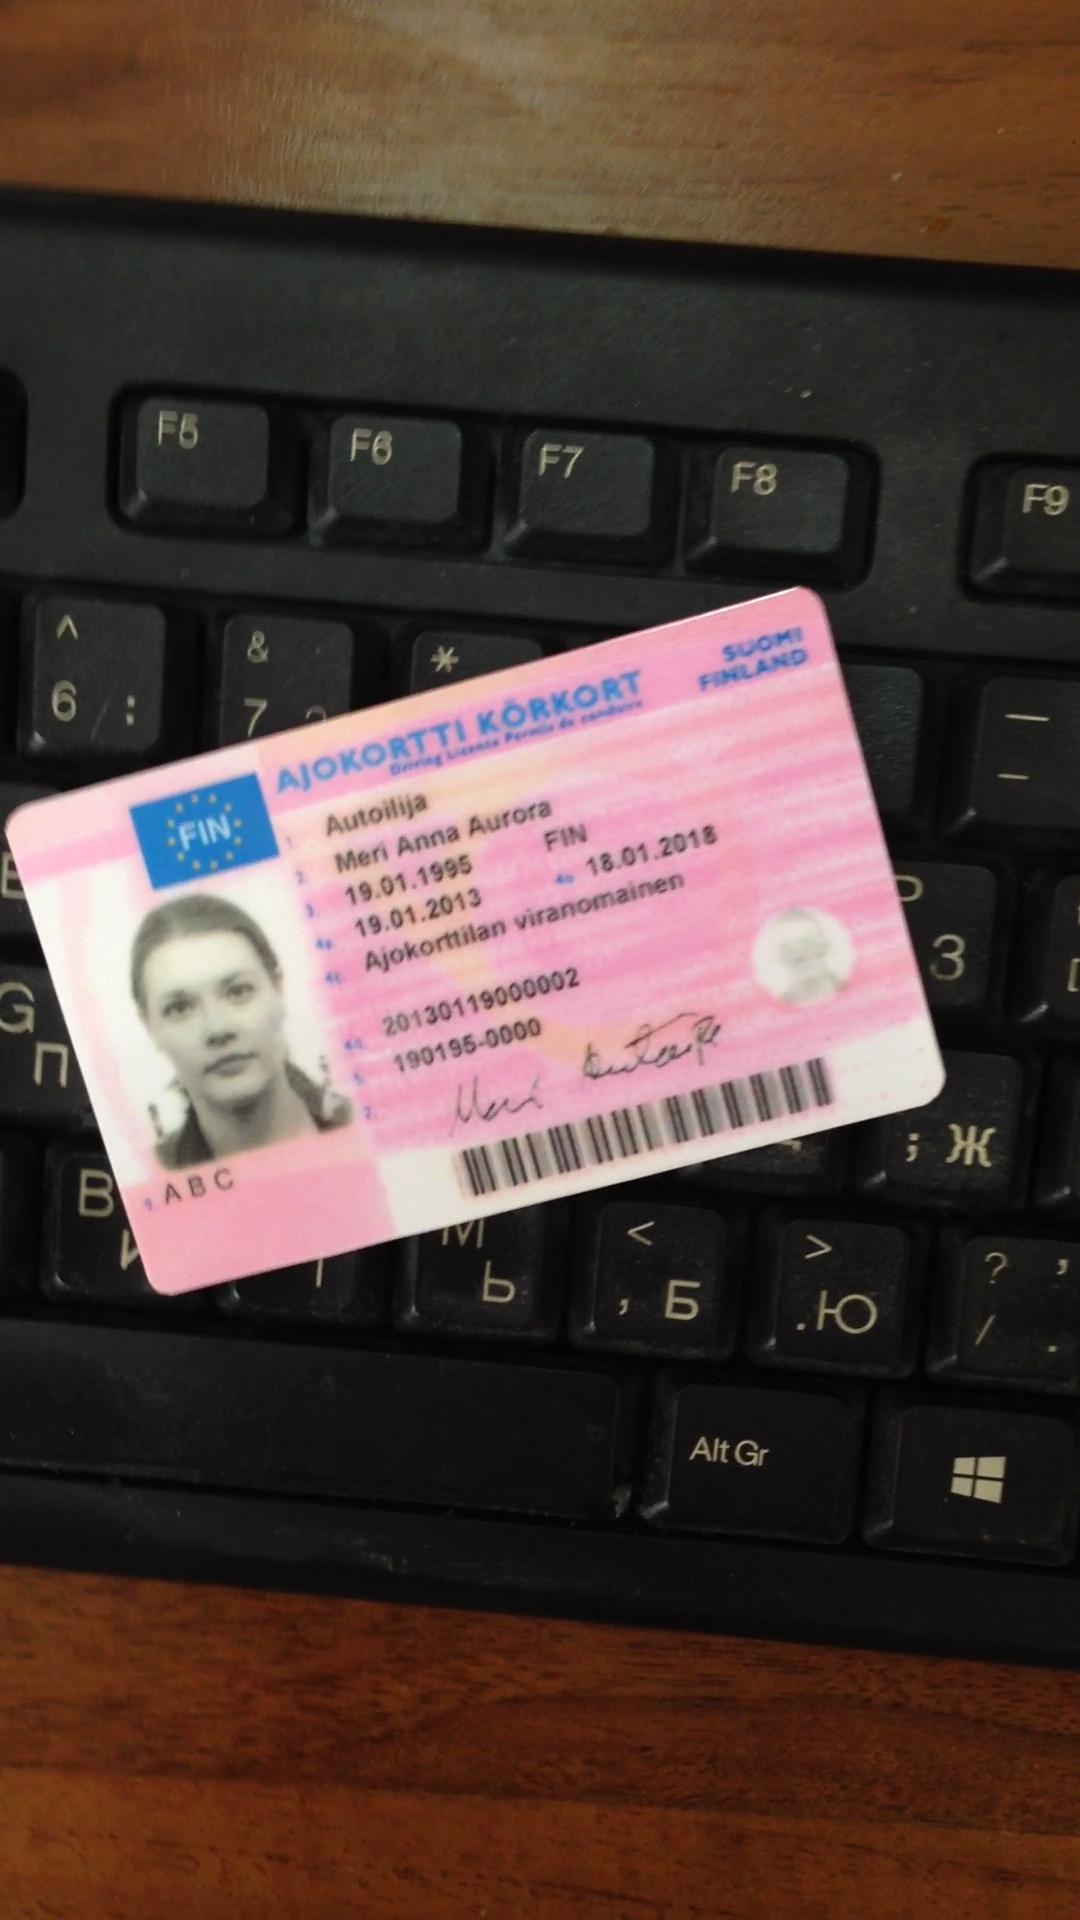 F5 F6 F7 F8 F9
^ & *
6 : 7
SUOMI
FINLAND
AJOKORTTI KÖRKORT
Driving Licence Permis de conduire
FIN
1. Autoilija
2. Meri Anna Aurora
3. 19.01.1995 FIN
4a. 19.01.2013 4b. 18.01.2018
4c. Ajokorttilan viranomainen
4d. 20130119000002
5. 190195-0000
7. Meri
9. A B C
P
З
G
П
; Ж
B
И
М
Ь
< > ?
, Б . Ю /
Alt Gr